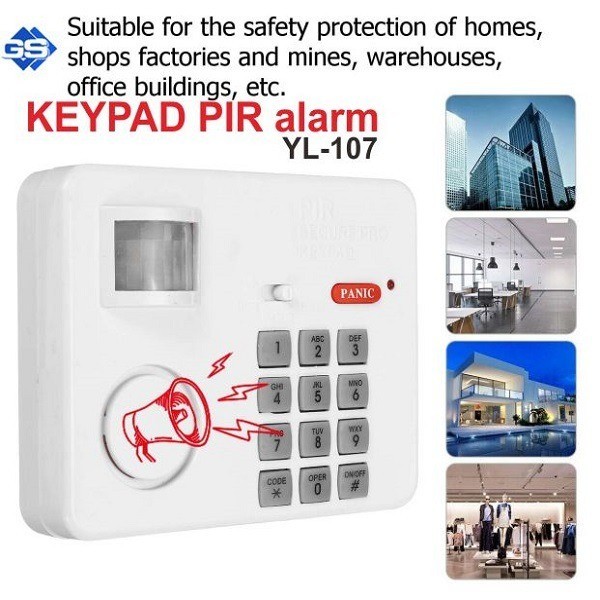 GS
Suitable for the safety protection of homes,
shops factories and mines, warehouses,
office buildings, etc.
KEYPAD PIR alarm
YL-107
PIR
PANIC
1
ABC
2
DEF
3
GHI
4
JKL
5
MNO
6
7
TUV
8
WXY
9
CODE
*
OPER
0
ON/OFF
#